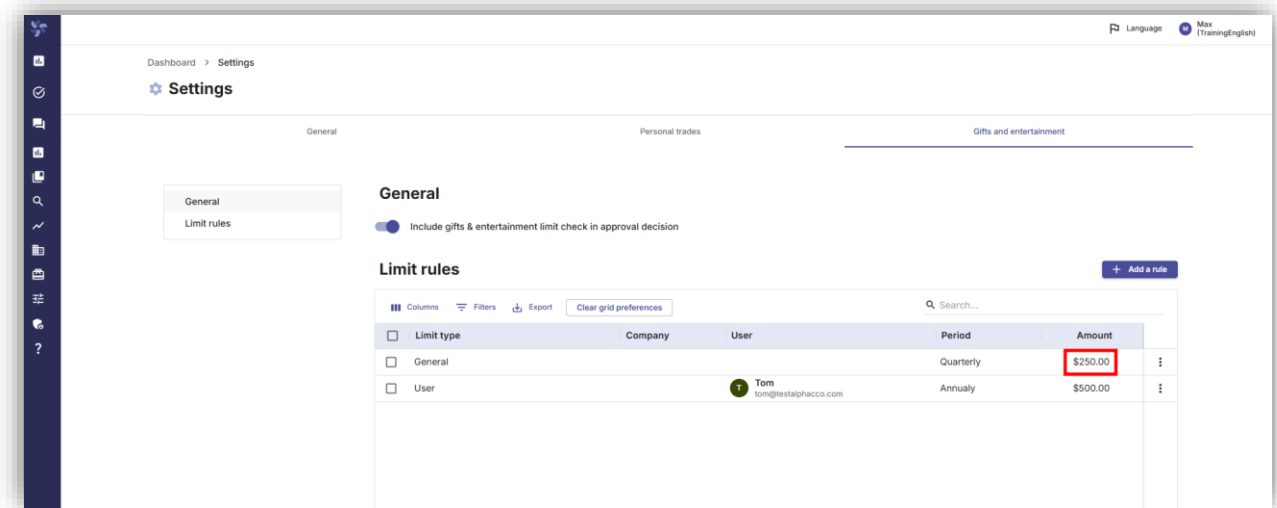 Language
M
Max
(TrainingEnglish)
Dashboard > Settings
Settings
General
Personal trades
Gifts and entertainment
General
Limit rules
General
Include gifts & entertainment limit check in approval decision
Limit rules
+ Add a rule
Columns
Filters
Export
Clear grid preferences
Search...
Limit type Company User Period Amount
General Quarterly $250.00
User T Tom Annualy $500.00
tom@testalphacco.com
?